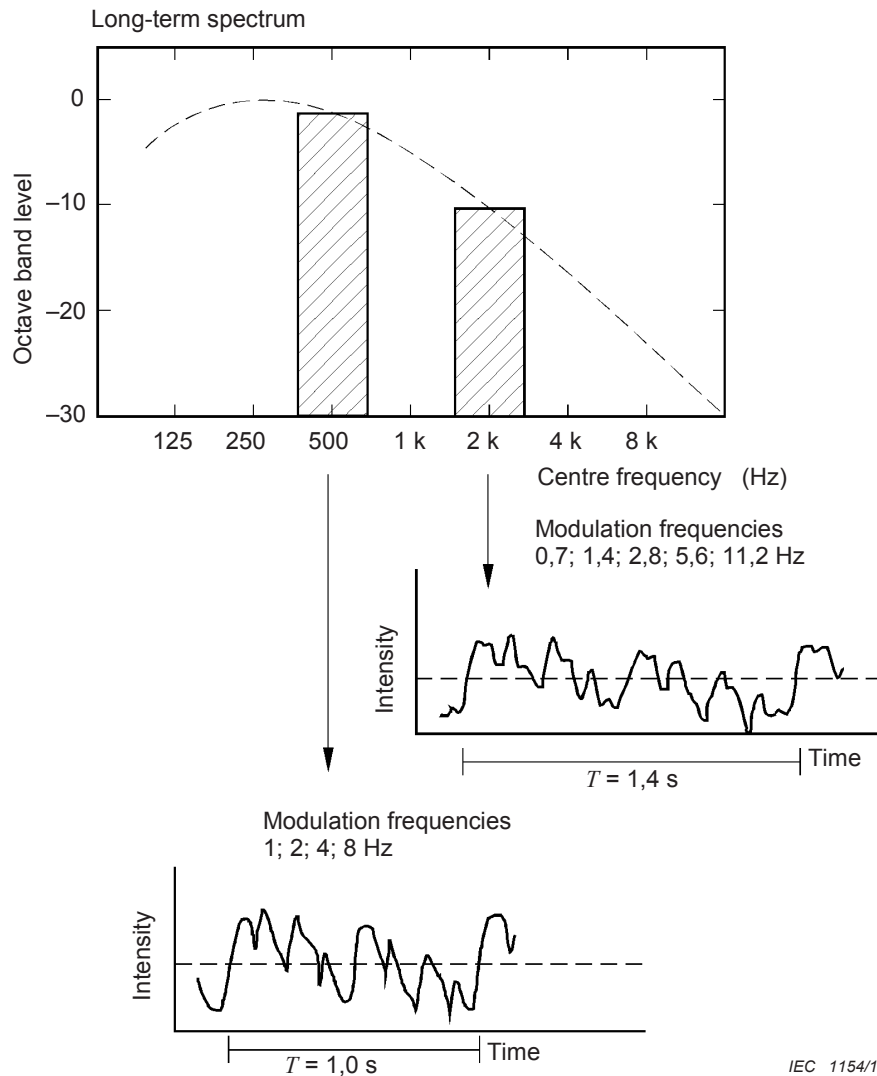 Long-term spectrum
0
–10
–20
–30
Octave band level
125 250 500 1 k 2 k 4 k 8 k
Centre frequency (Hz)
Modulation frequencies
0,7; 1,4; 2,8; 5,6; 11,2 Hz
Intensity
Time
T = 1,4 s
Modulation frequencies
1; 2; 4; 8 Hz
Intensity
Time
T = 1,0 s
IEC 1154/1